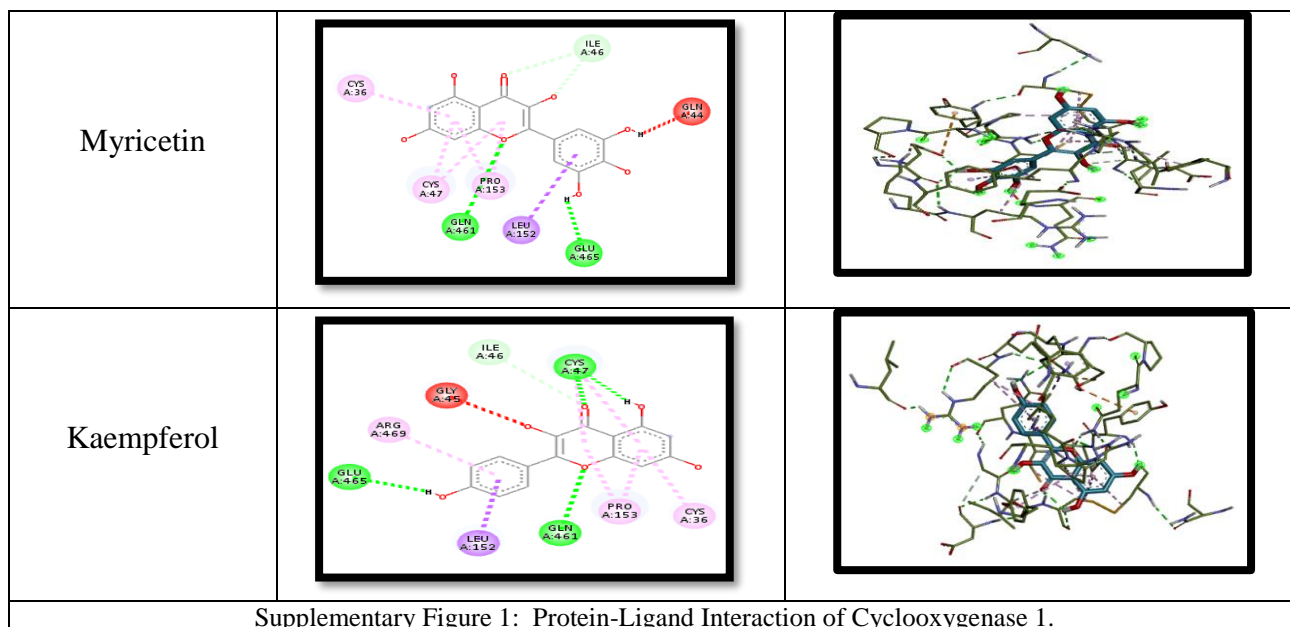 Myricetin
ILE
A:46
CYS
A:36
GLN
A:44
CYS
A:47
PRO
A:153
GLN
A:461
LEU
A:152
GLU
A:465
H
H
Kaempferol
ILE
A:46
CYS
A:47
GLY
A:45
ARG
A:469
GLU
A:465
H
H
LEU
A:152
GLN
A:461
PRO
A:153
CYS
A:36
Supplementary Figure 1: Protein-Ligand Interaction of Cyclooxygenase 1.